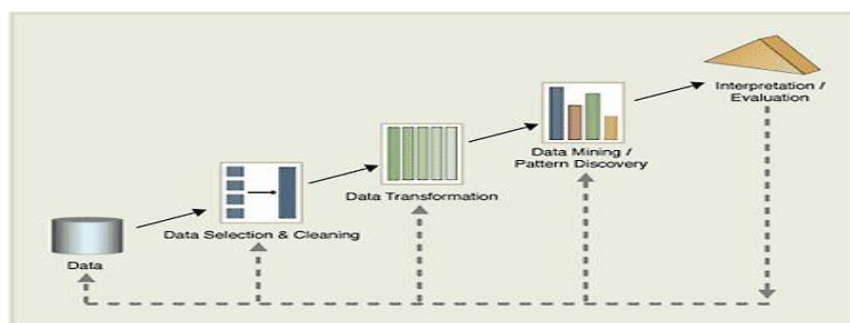 Data
Data Selection & Cleaning
Data Transformation
Data Mining /
Pattern Discovery
Interpretation /
Evaluation